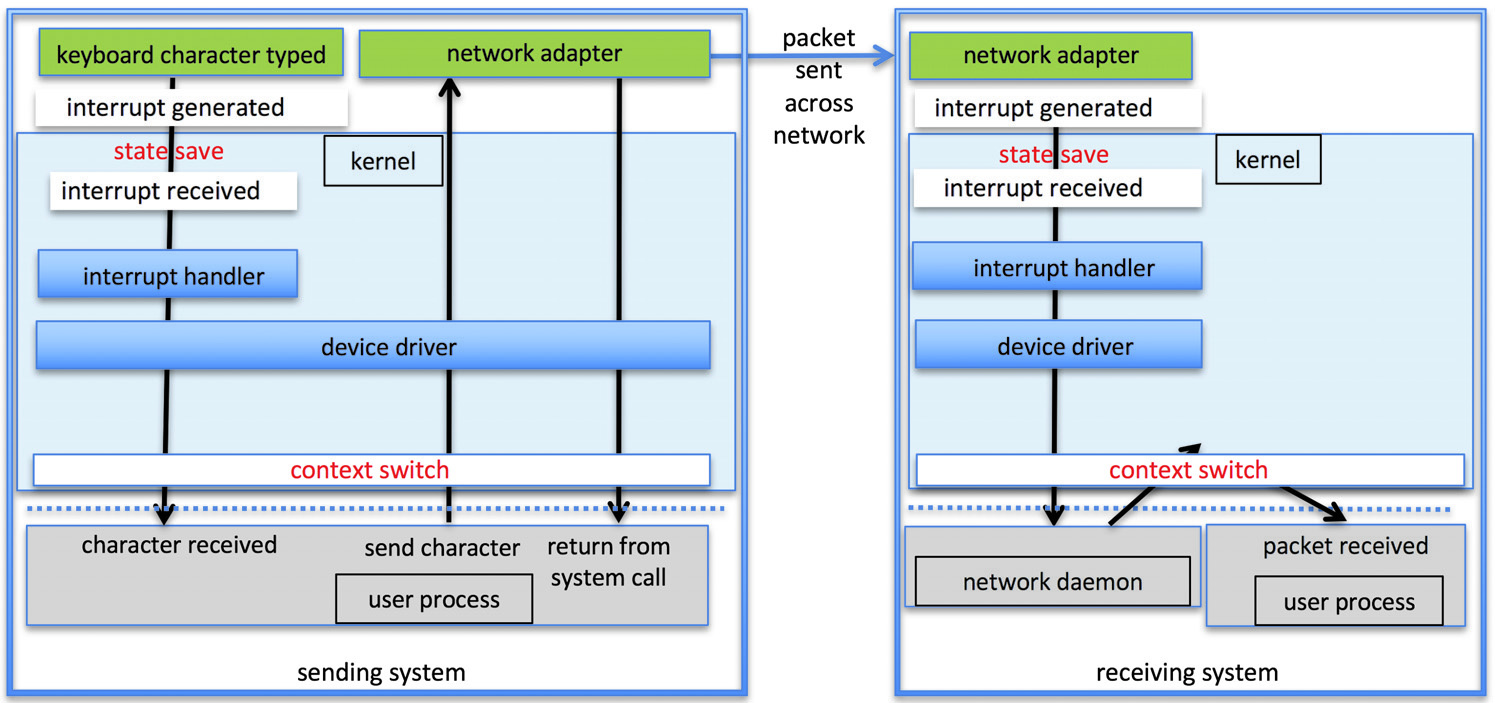 keyboard character typed
network adapter
interrupt generated
state save
kernel
interrupt received
interrupt handler
device driver
context switch
character received
send character
return from
system call
user process
sending system
packet
sent
across
network
network adapter
interrupt generated
state save
kernel
interrupt received
interrupt handler
device driver
context switch
network daemon
packet received
user process
receiving system